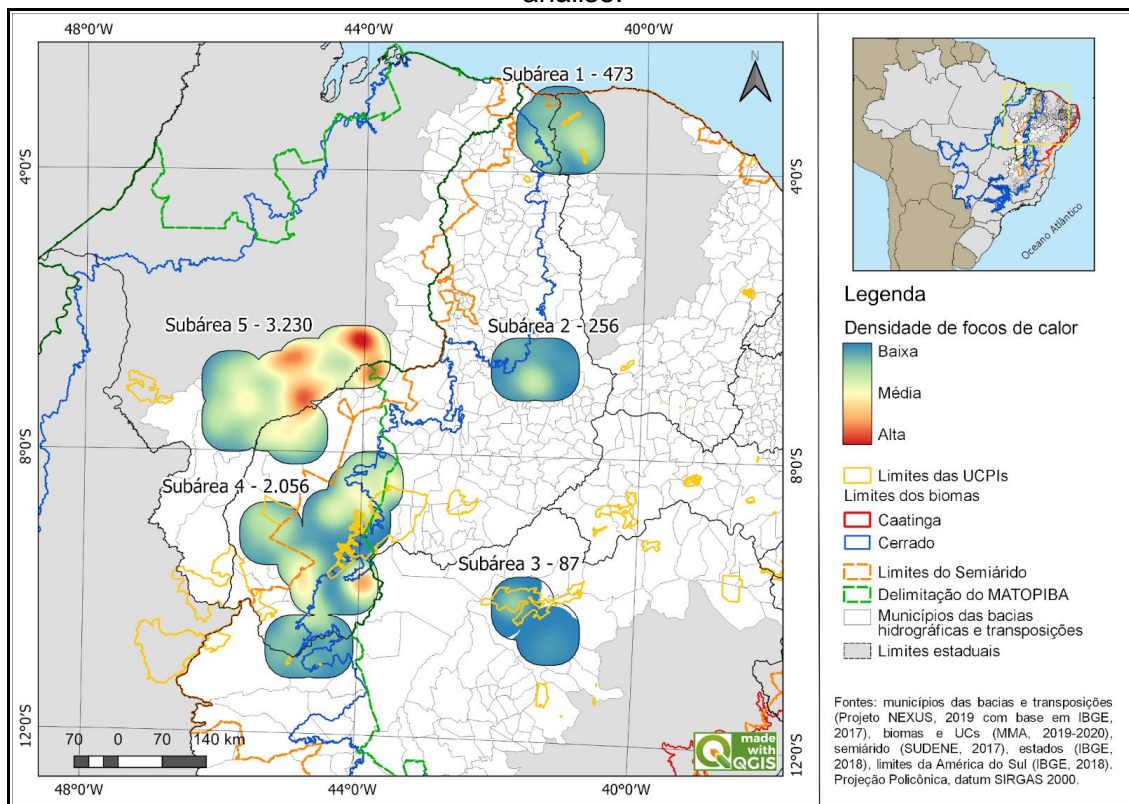 análise.
48°0'W
44°0'W
40°0'W
N
Subárea 1 - 473
4°0'S
4°0'S
Subárea 5 - 3.230
Subárea 2 - 256
8°0'S
8°0'S
Subárea 4 - 2.056
Subárea 3 - 87
12°0'S
12°0'S
70 0 70 140 km
made
with
QGIS
48°0'W
44°0'W
40°0'W
Oceano Atlântico
Legenda
Densidade de focos de calor
Baixa
Média
Alta
Limites das UCPIs
Limites dos biomas
Caatinga
Cerrado
Limites do Semiárido
Delimitação do MATOPIBA
Municípios das bacias
hidrográficas e transposições
Limites estaduais
Fontes: municípios das bacias e transposições
(Projeto NEXUS, 2019 com base em IBGE,
2017), biomas e UCs (MMA, 2019-2020),
semiárido (SUDENE, 2017), estados (IBGE,
2018), limites da América do Sul (IBGE, 2018).
Projeção Policônica, datum SIRGAS 2000.